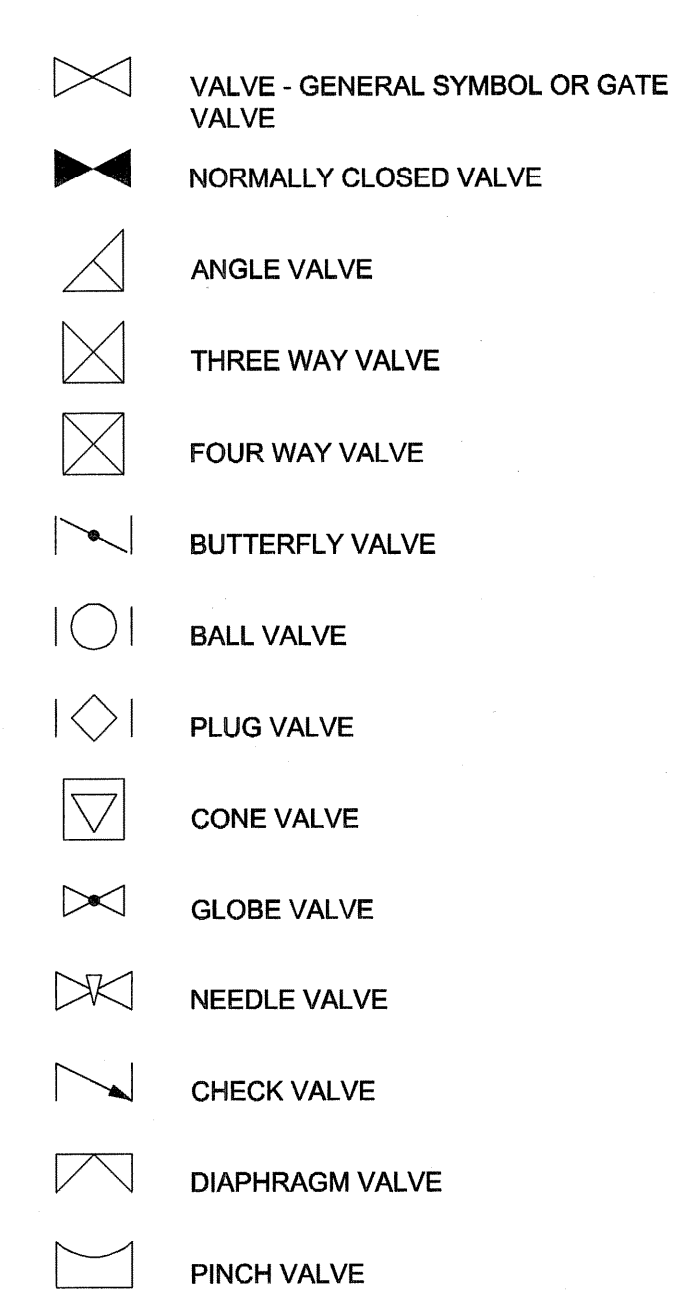 VALVE - GENERAL SYMBOL OR GATE
VALVE
NORMALLY CLOSED VALVE
ANGLE VALVE
THREE WAY VALVE
FOUR WAY VALVE
BUTTERFLY VALVE
BALL VALVE
PLUG VALVE
CONE VALVE
GLOBE VALVE
NEEDLE VALVE
CHECK VALVE
DIAPHRAGM VALVE
PINCH VALVE